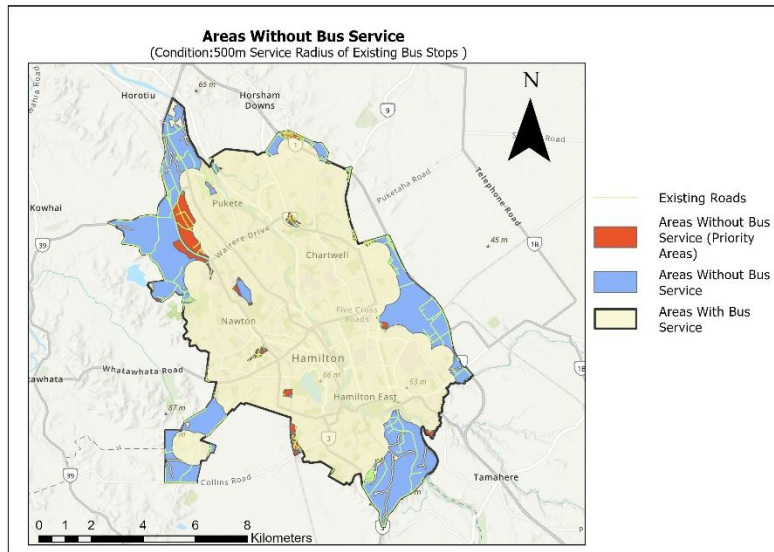 Areas Without Bus Service
(Condition:500m Service Radius of Existing Bus Stops )
65 m
Horotiu
Horsham
Downs
N
9
1
Puketaha Road
Telephone Road
Kowhai
Pukete
39
Wairere Drive
45 m
1B
Chartwell
Five Cross
Roads
Nawton
Hamilton
Whatawhata Road
66 m
63 m
1B
Hamilton East
87 m
3
39
Collins Road
Tamahere
0 1 2 4 6 8
Kilometers
Existing Roads
Areas Without Bus
Service (Priority
Areas)
Areas Without Bus
Service
Areas With Bus
Service